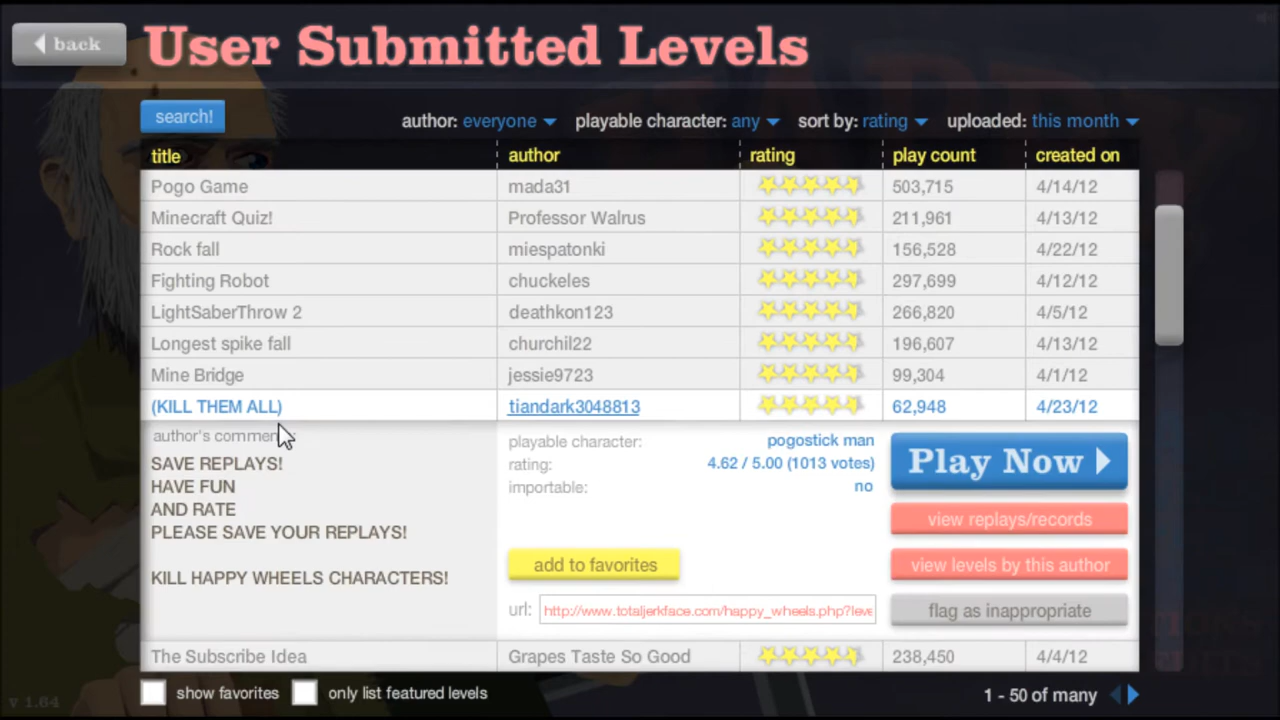 back
User Submitted Levels
search!
author: everyone playable character: any sort by: rating uploaded: this month
title author rating play count created on
Pogo Game mada31 503,715 4/14/12
Minecraft Quiz! Professor Walrus 211,961 4/13/12
Rock fall miespatonki 156,528 4/22/12
Fighting Robot chuckeles 297,699 4/12/12
LightSaberThrow 2 deathkon123 266,820 4/5/12
Longest spike fall churchil22 196,607 4/13/12
Mine Bridge jessie9723 99,304 4/1/12
(KILL THEM ALL) tiandark3048813 62,948 4/23/12
author's comments:
SAVE REPLAYS!
HAVE FUN
AND RATE
PLEASE SAVE YOUR REPLAYS!
KILL HAPPY WHEELS CHARACTERS!
playable character: pogostick man
rating: 4.62 / 5.00 (1013 votes)
importable: no
add to favorites
url: http://www.totaljerkface.com/happy_wheels.php?leve
Play Now
view replays/records
view levels by this author
flag as inappropriate
The Subscribe Idea Grapes Taste So Good 238,450 4/4/12
show favorites only list featured levels 1 - 50 of many
v 1.64